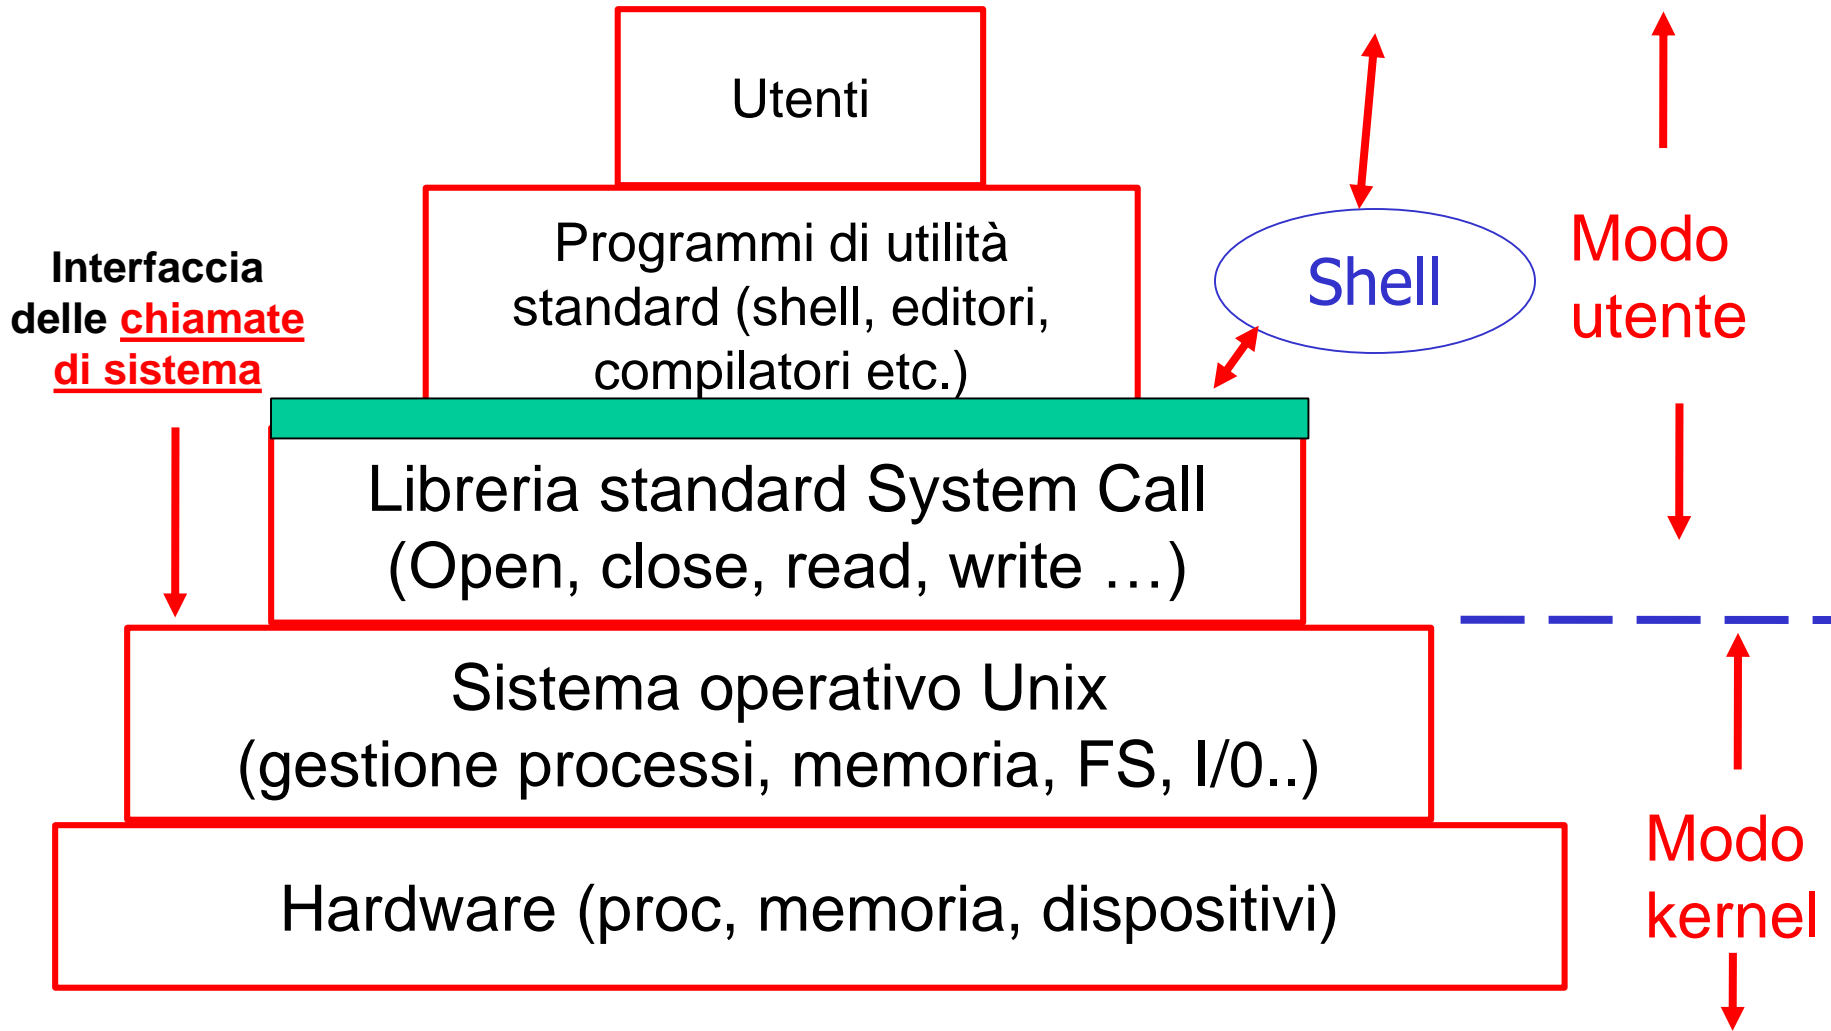 Utenti
Programmi di utilità
standard (shell, editori,
compilatori etc.)
Interfaccia
delle chiamate
di sistema
Shell
Modo
utente
Libreria standard System Call
(Open, close, read, write …)
Sistema operativo Unix
(gestione processi, memoria, FS, I/0..)
Hardware (proc, memoria, dispositivi)
Modo
kernel